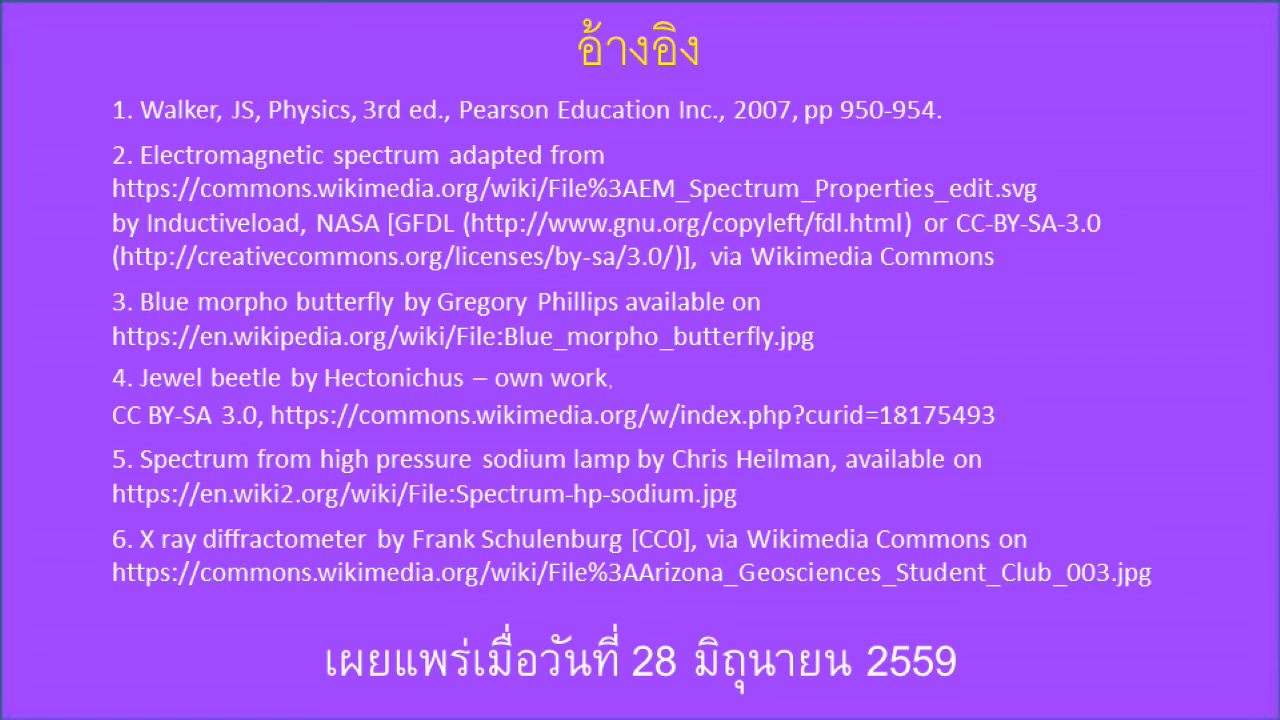 อ้างอิง
1. Walker, JS, Physics, 3rd ed., Pearson Education Inc., 2007, pp 950-954.
2. Electromagnetic spectrum adapted from
https://commons.wikimedia.org/wiki/File%3AEM_Spectrum_Properties_edit.svg
by Inductiveload, NASA [GFDL (http://www.gnu.org/copyleft/fdl.html) or CC-BY-SA-3.0
(http://creativecommons.org/licenses/by-sa/3.0/)], via Wikimedia Commons
3. Blue morpho butterfly by Gregory Phillips available on
https://en.wikipedia.org/wiki/File:Blue_morpho_butterfly.jpg
4. Jewel beetle by Hectonichus – own work,
CC BY-SA 3.0, https://commons.wikimedia.org/w/index.php?curid=18175493
5. Spectrum from high pressure sodium lamp by Chris Heilman, available on
https://en.wiki2.org/wiki/File:Spectrum-hp-sodium.jpg
6. X ray diffractometer by Frank Schulenburg [CC0], via Wikimedia Commons on
https://commons.wikimedia.org/wiki/File%3AArizona_Geosciences_Student_Club_003.jpg
เผยแพร่เมื่อวันที่ 28 มิถุนายน 2559